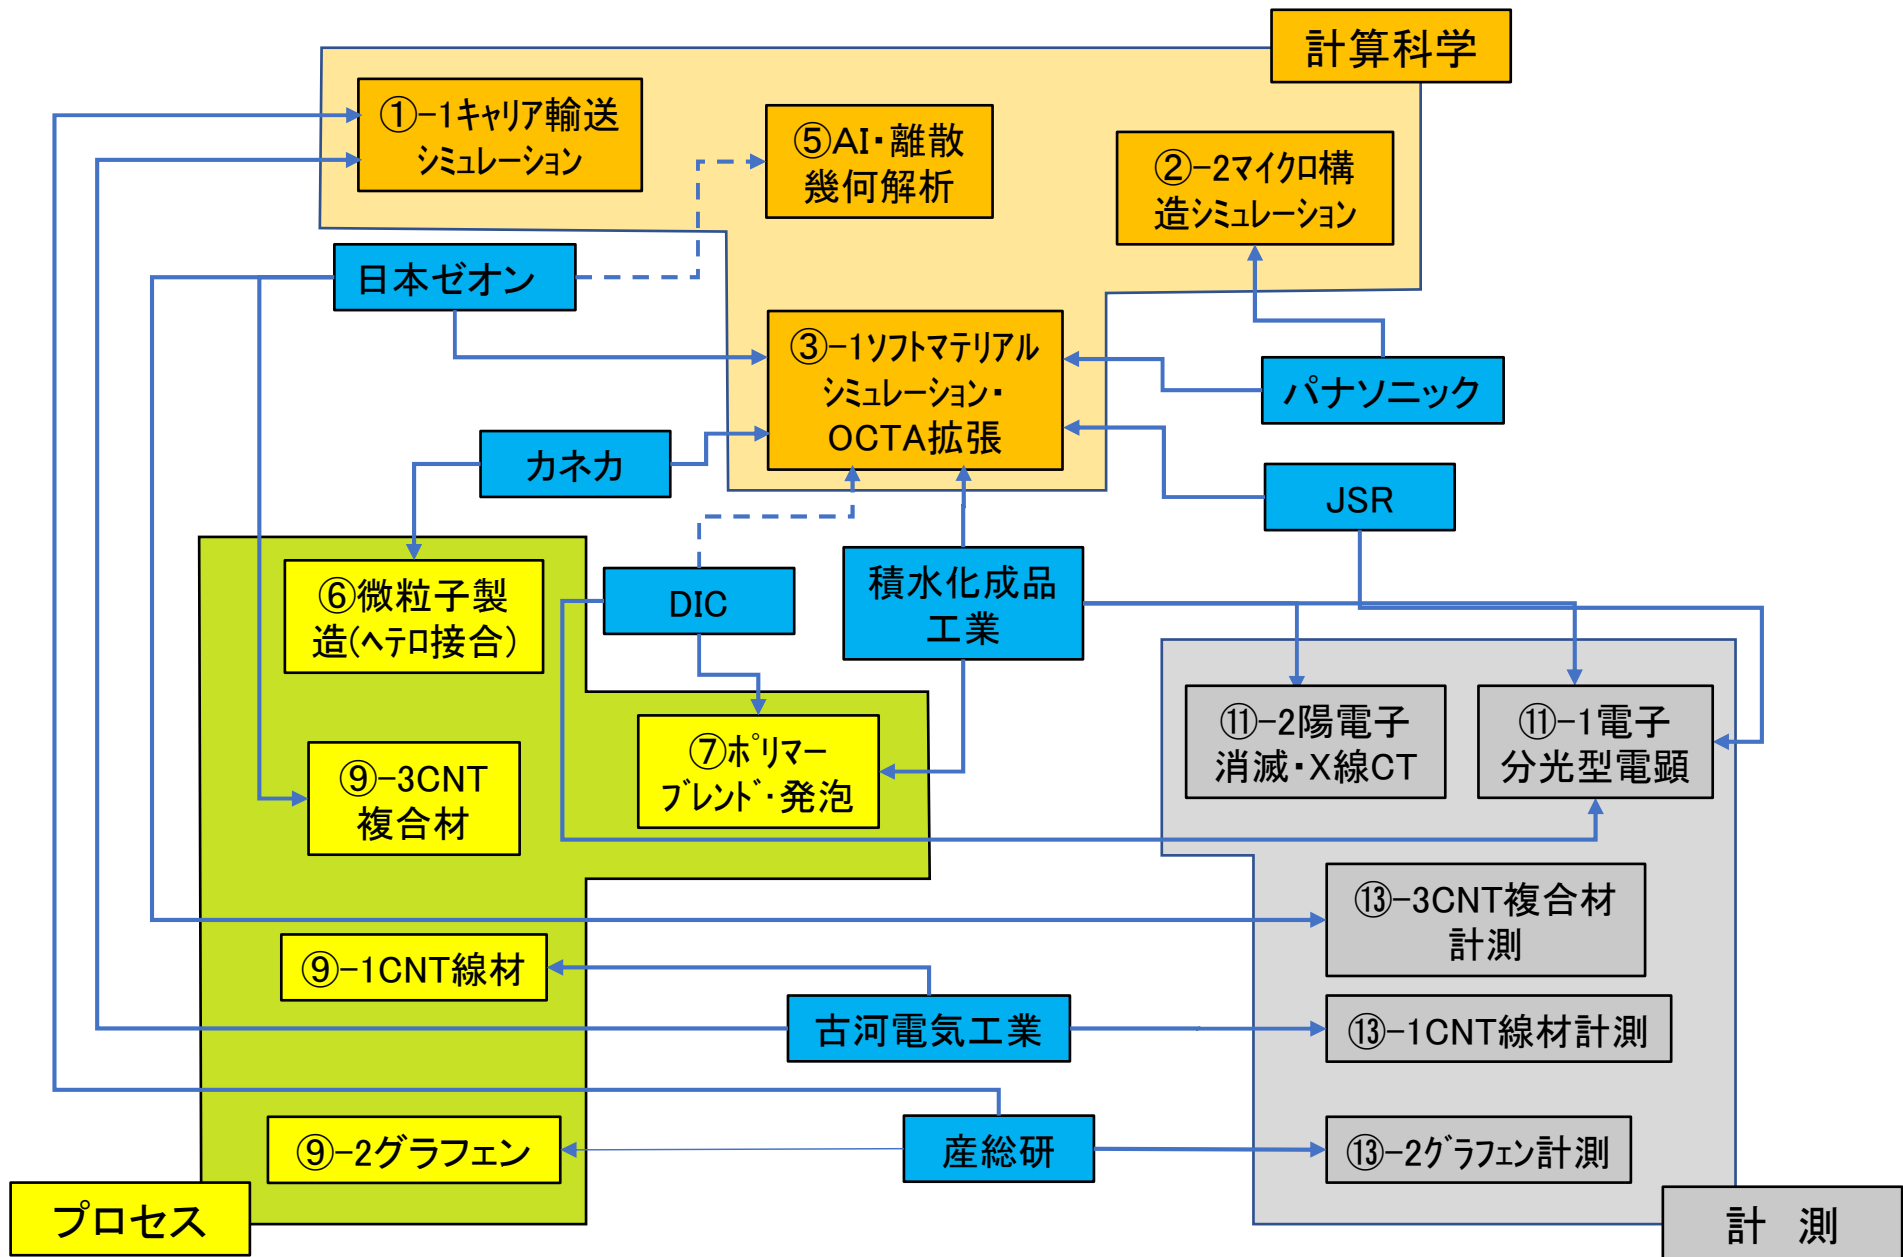 計算科学
①-1ｷｬﾘｱ輸送
ｼﾐｭﾚｰｼｮﾝ
⑤AI・離散
幾何解析
②-2ﾏｲｸﾛ構
造ｼﾐｭﾚｰｼｮﾝ
日本ゼオン
③-1ｿﾌﾄﾏﾃﾘｱﾙ
ｼﾐｭﾚｰｼｮﾝ・
OCTA拡張
パナソニック
カネカ
JSR
⑥微粒子製
造(ﾍﾃﾛ接合)
DIC
積水化成品
工業
⑪-2陽電子
消滅・X線CT
⑪-1電子
分光型電顕
⑦ﾎﾟﾘﾏｰ
ﾌﾞﾚﾝﾄﾞ・発泡
⑨-3CNT
複合材
⑬-3CNT複合材
計測
⑨-1CNT線材
古河電気工業
⑬-1CNT線材計測
⑨-2グラフェン
産総研
⑬-2ｸﾞﾗﾌｪﾝ計測
プロセス
計　測